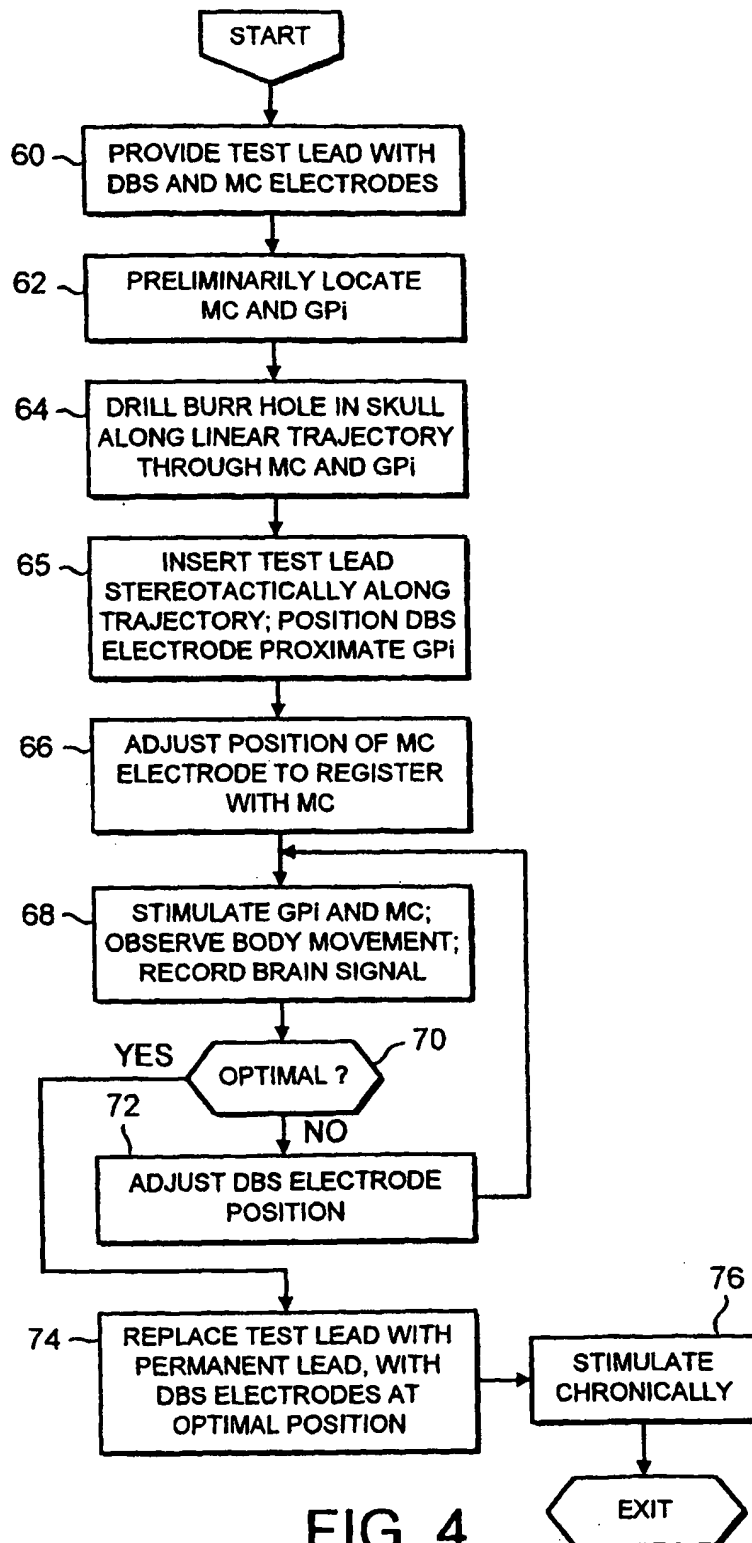 START
60
PROVIDE TEST LEAD WITH
DBS AND MC ELECTRODES
62
PRELIMINARILY LOCATE
MC AND GPi
64
DRILL BURR HOLE IN SKULL
ALONG LINEAR TRAJECTORY
THROUGH MC AND GPi
65
INSERT TEST LEAD
STEREOTACTICALLY ALONG
TRAJECTORY; POSITION DBS
ELECTRODE PROXIMATE GPi
66
ADJUST POSITION OF MC
ELECTRODE TO REGISTER
WITH MC
68
STIMULATE GPi AND MC;
OBSERVE BODY MOVEMENT;
RECORD BRAIN SIGNAL
70
YES
OPTIMAL ?
72
NO
ADJUST DBS ELECTRODE
POSITION
74
REPLACE TEST LEAD WITH
PERMANENT LEAD, WITH
DBS ELECTRODES AT
OPTIMAL POSITION
76
STIMULATE
CHRONICALLY
EXIT
FIG. 4